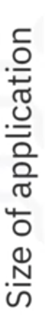 Size of application